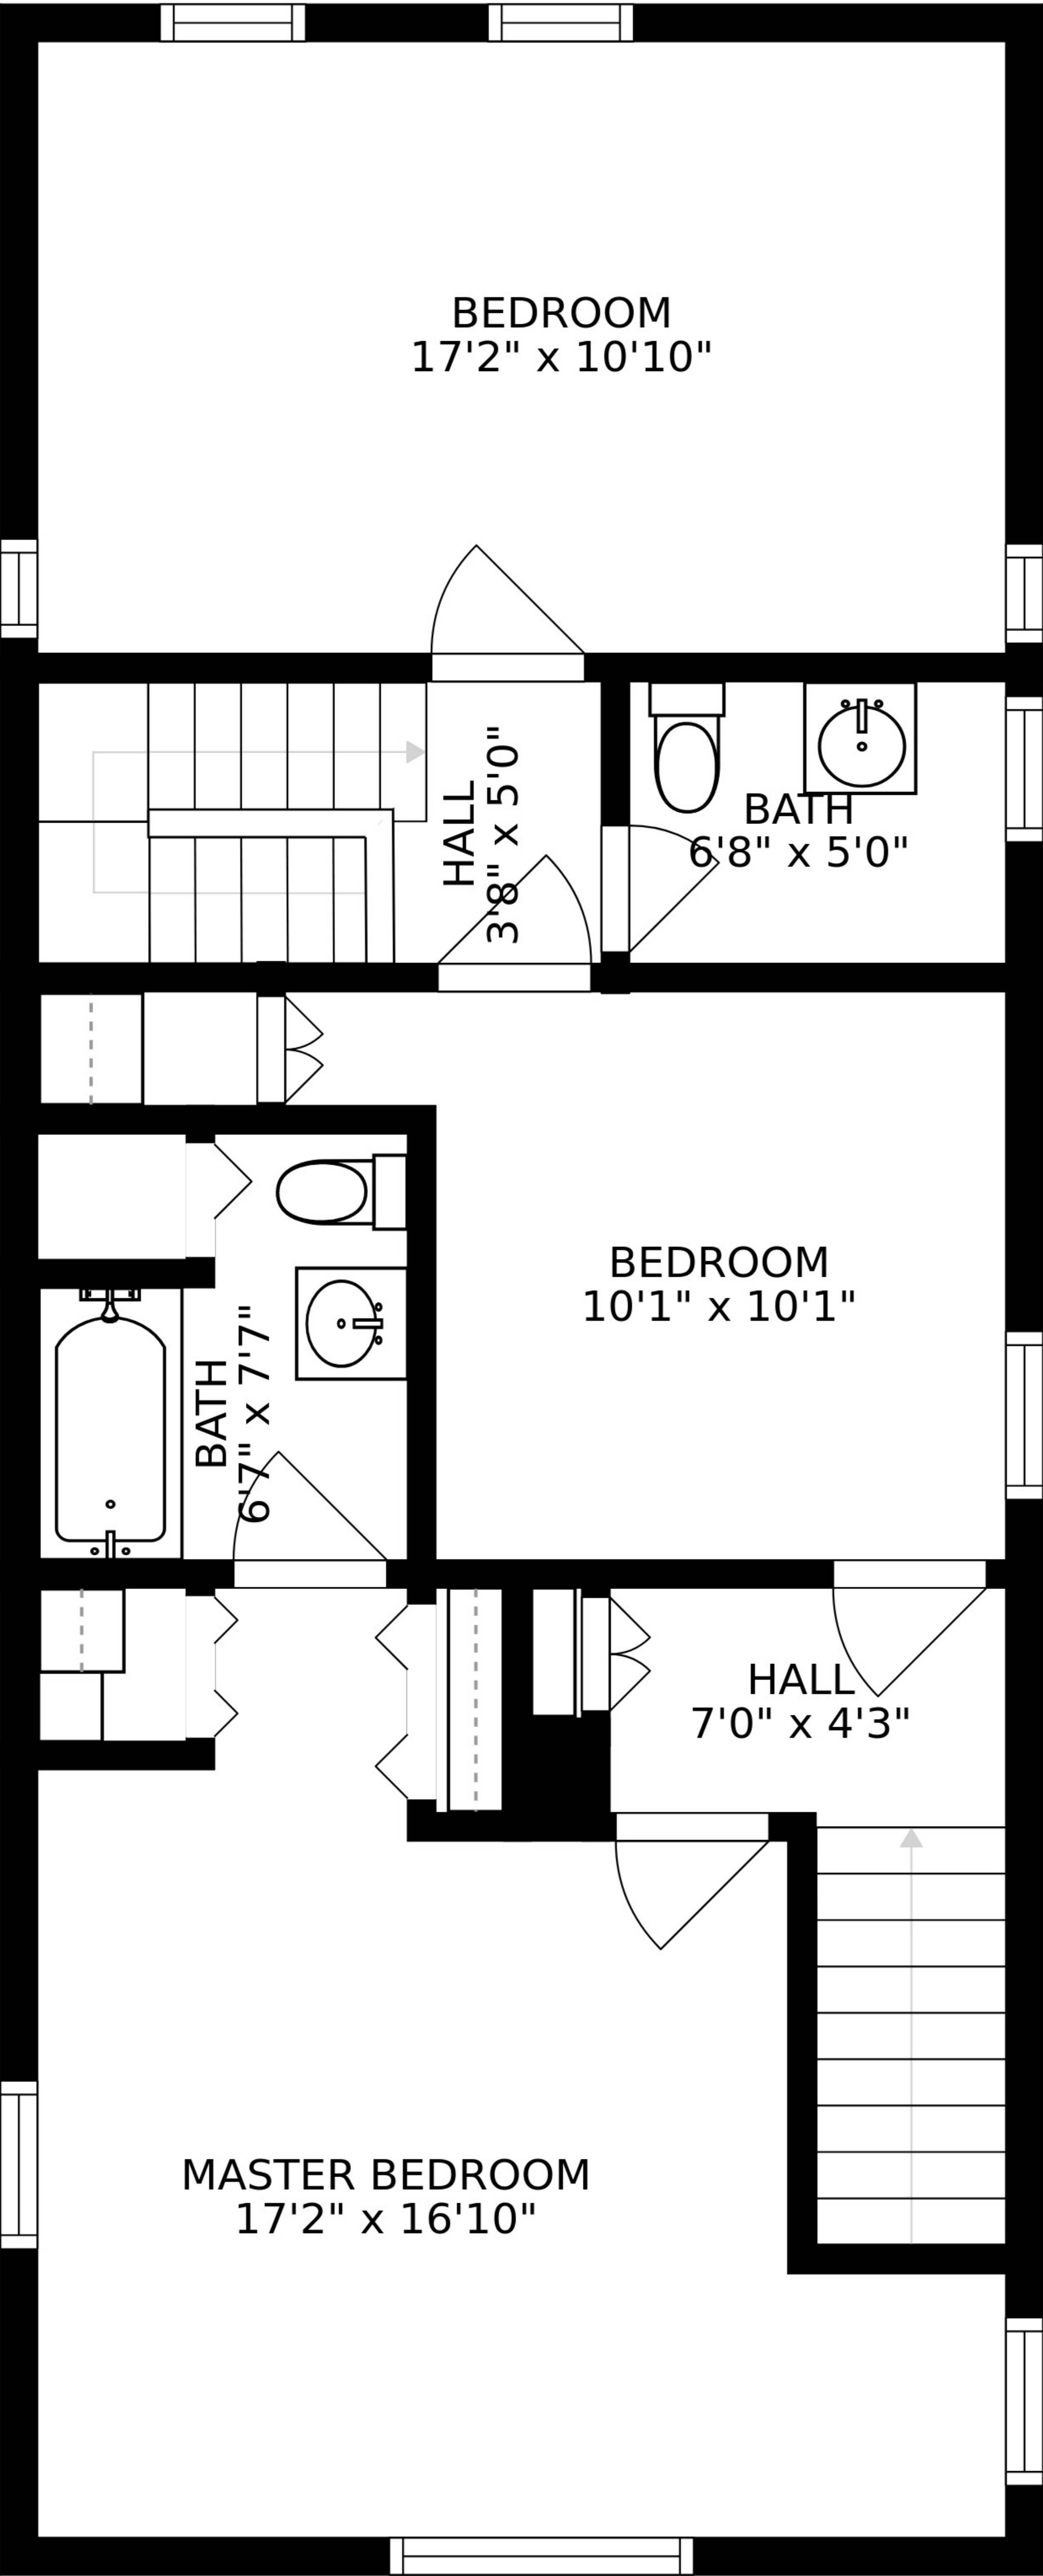 BEDROOM
17'2" x 10'10"
HALL
3'8" x 5'0"
BATH
6'8" x 5'0"
BEDROOM
10'1" x 10'1"
BATH
6'7" x 7'7"
HALL
7'0" x 4'3"
MASTER BEDROOM
17'2" x 16'10"